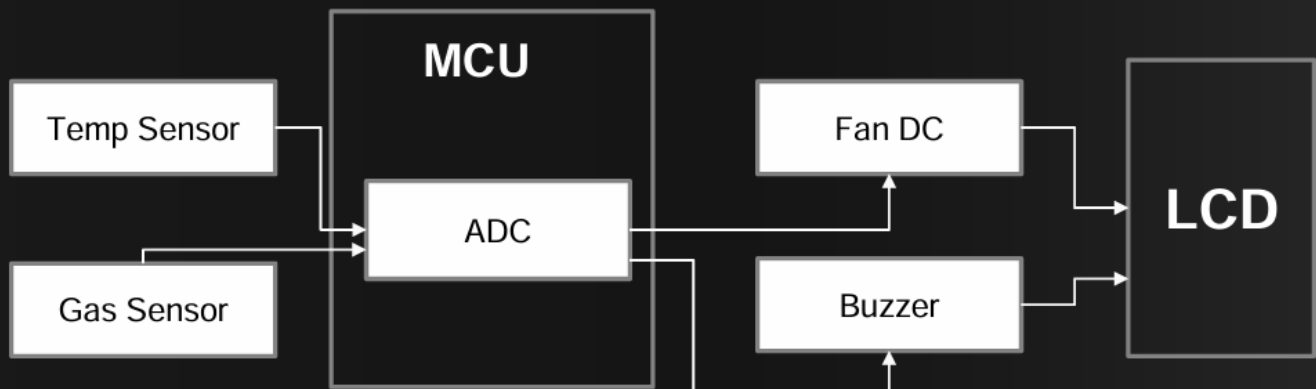 MCU
Temp Sensor
Fan DC
ADC
LCD
Gas Sensor
Buzzer